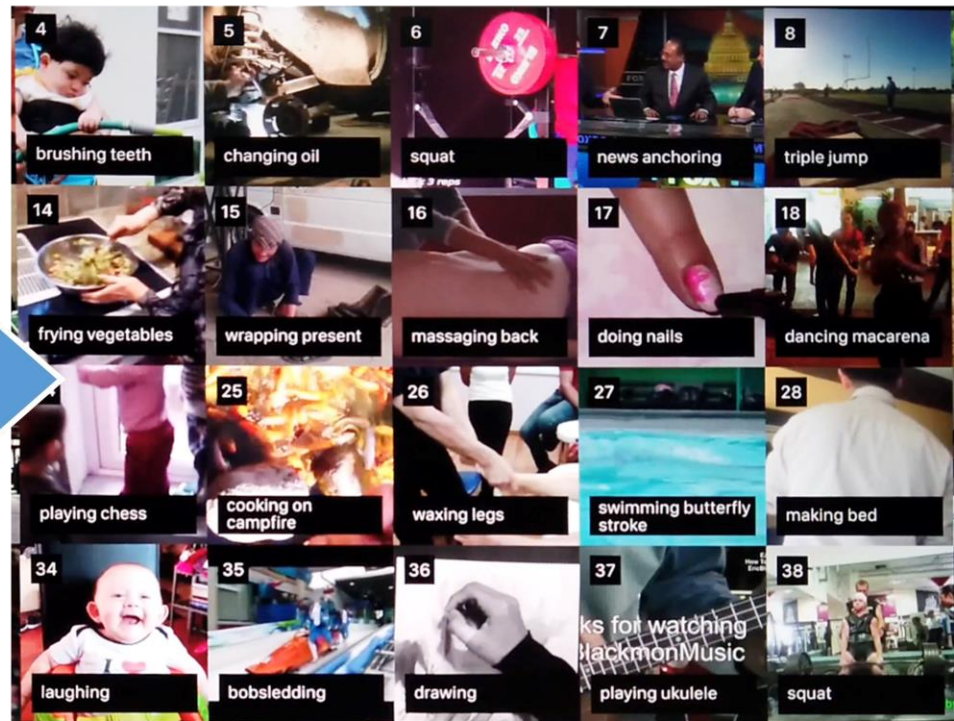 4
brushing teeth
5
changing oil
6
squat
3 reps
7
FOX
news anchoring
8
triple jump
14
frying vegetables
15
wrapping present
16
massaging back
17
doing nails
18
dancing macarena
playing chess
25
cooking on
campfire
26
waxing legs
27
swimming butterfly
stroke
28
making bed
34
I
laughing
35
bobsledding
36
drawing
37
ks for watching
BlackmonMusic
playing ukulele
38
squat